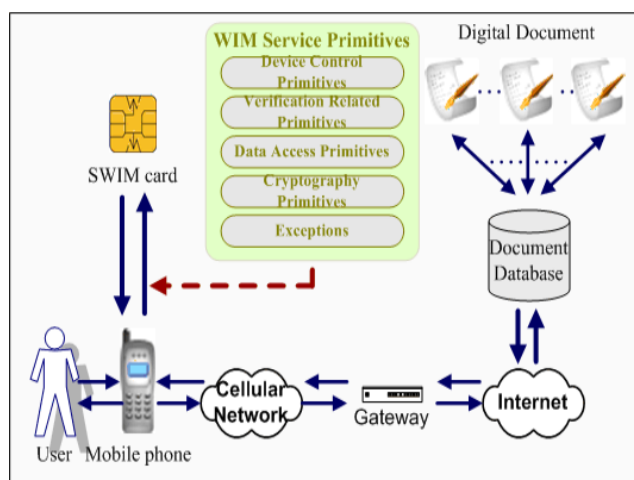 WIM Service Primitives
Device Control
Primitives
Verification Related
Primitives
Data Access Primitives
Cryptography
Primitives
Exceptions
Digital Document
SWIM card
Document
Database
User
Mobile phone
Cellular
Network
Gateway
Internet